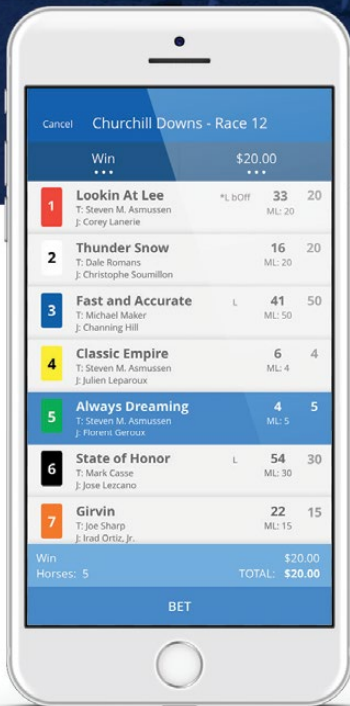 Cancel Churchill Downs - Race 12
Win $20.00
1 Lookin At Lee *L bOff 33 20
T: Steven M. Asmussen ML: 20
J: Corey Lanerie
2 Thunder Snow 16 20
T: Dale Romans ML: 20
J: Christophe Soumillon
3 Fast and Accurate L 41 50
T: Michael Maker ML: 50
J: Channing Hill
4 Classic Empire 6 4
T: Steven M. Asmussen ML: 4
J: Julien Leparoux
5 Always Dreaming 4 5
T: Steven M. Asmussen ML: 5
J: Florent Geroux
6 State of Honor L 54 30
T: Mark Casse ML: 30
J: Jose Lezcano
7 Girvin 22 15
T: Joe Sharp ML: 15
J: Irad Ortiz, Jr.
Win $20.00
Horses: 5 TOTAL: $20.00
BET